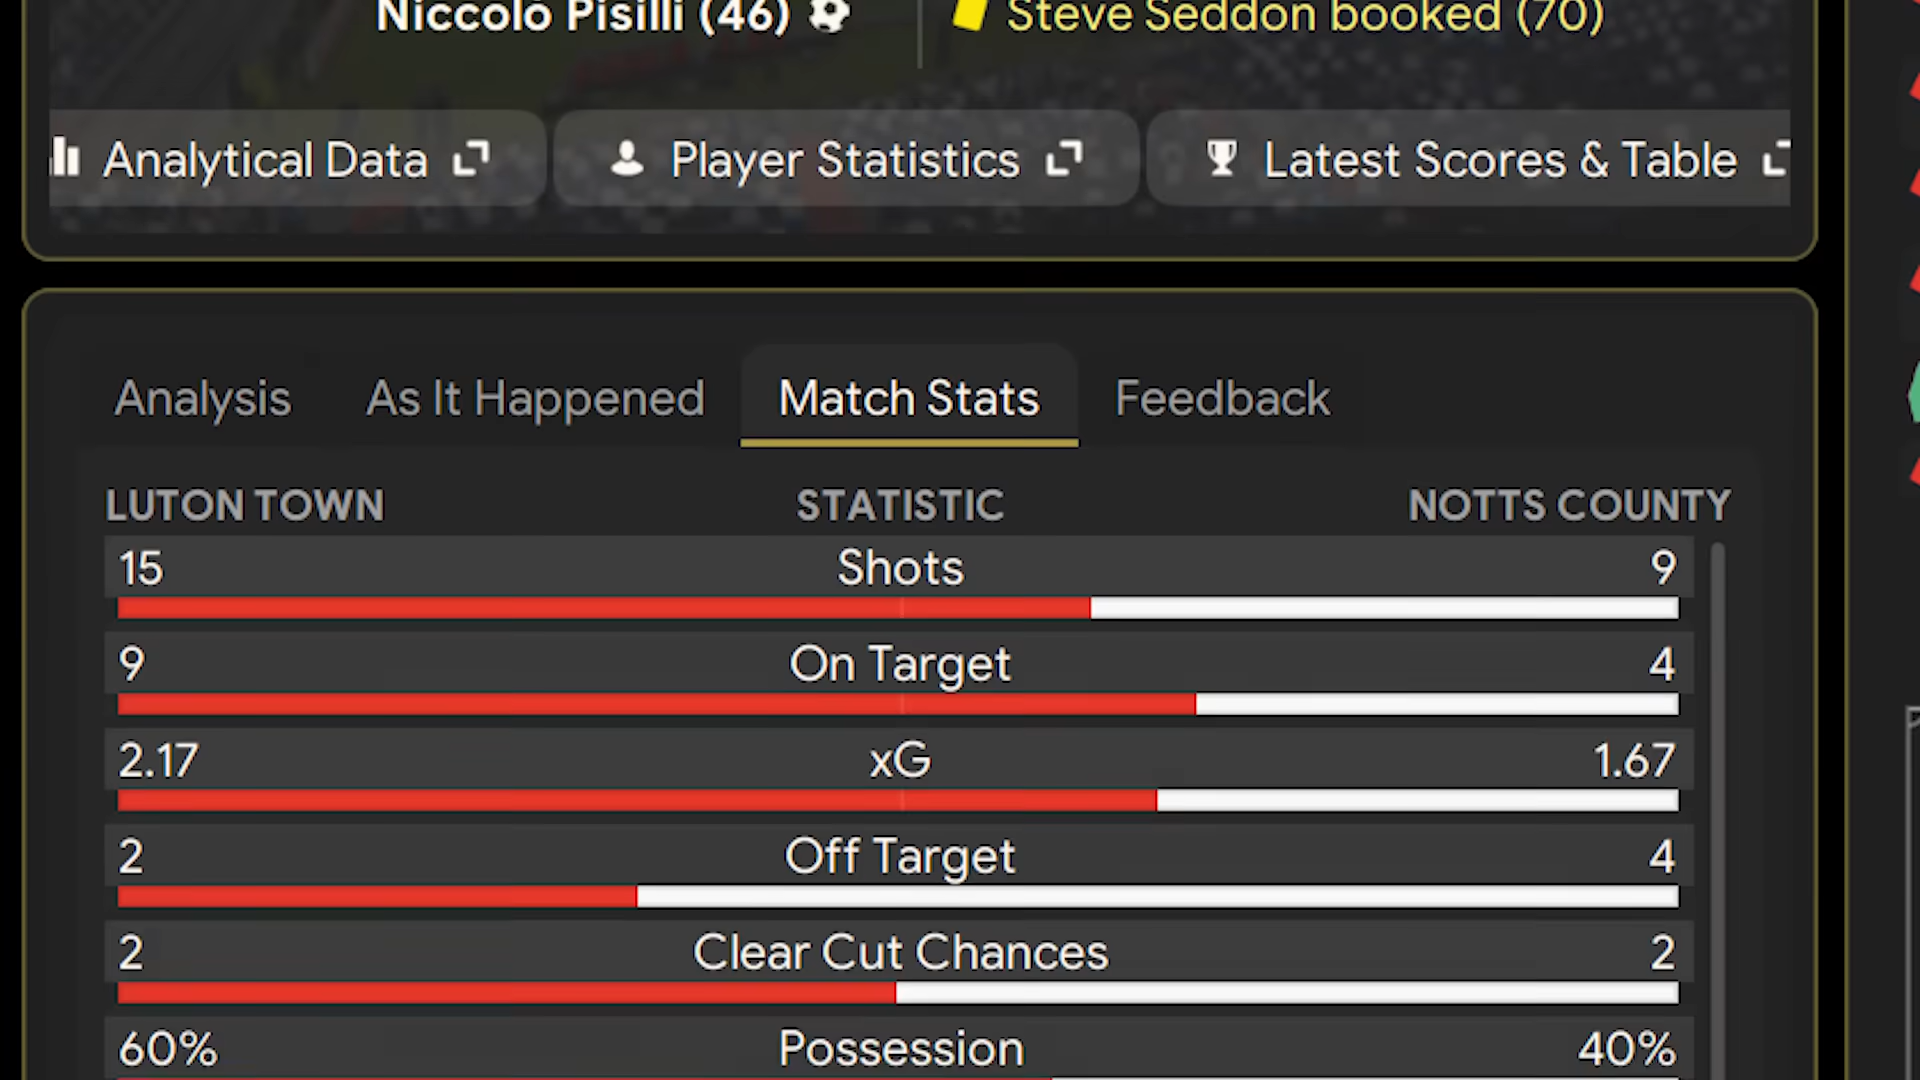 Niccolò Pisilli (46)
Steve Seddon booked (70)
Analytical Data
Player Statistics
Latest Scores & Table
Analysis
As It Happened
Match Stats
Feedback
LUTON TOWN STATISTIC NOTTS COUNTY
15 Shots 9
9 On Target 4
2.17 xG 1.67
2 Off Target 4
2 Clear Cut Chances 2
60% Possession 40%